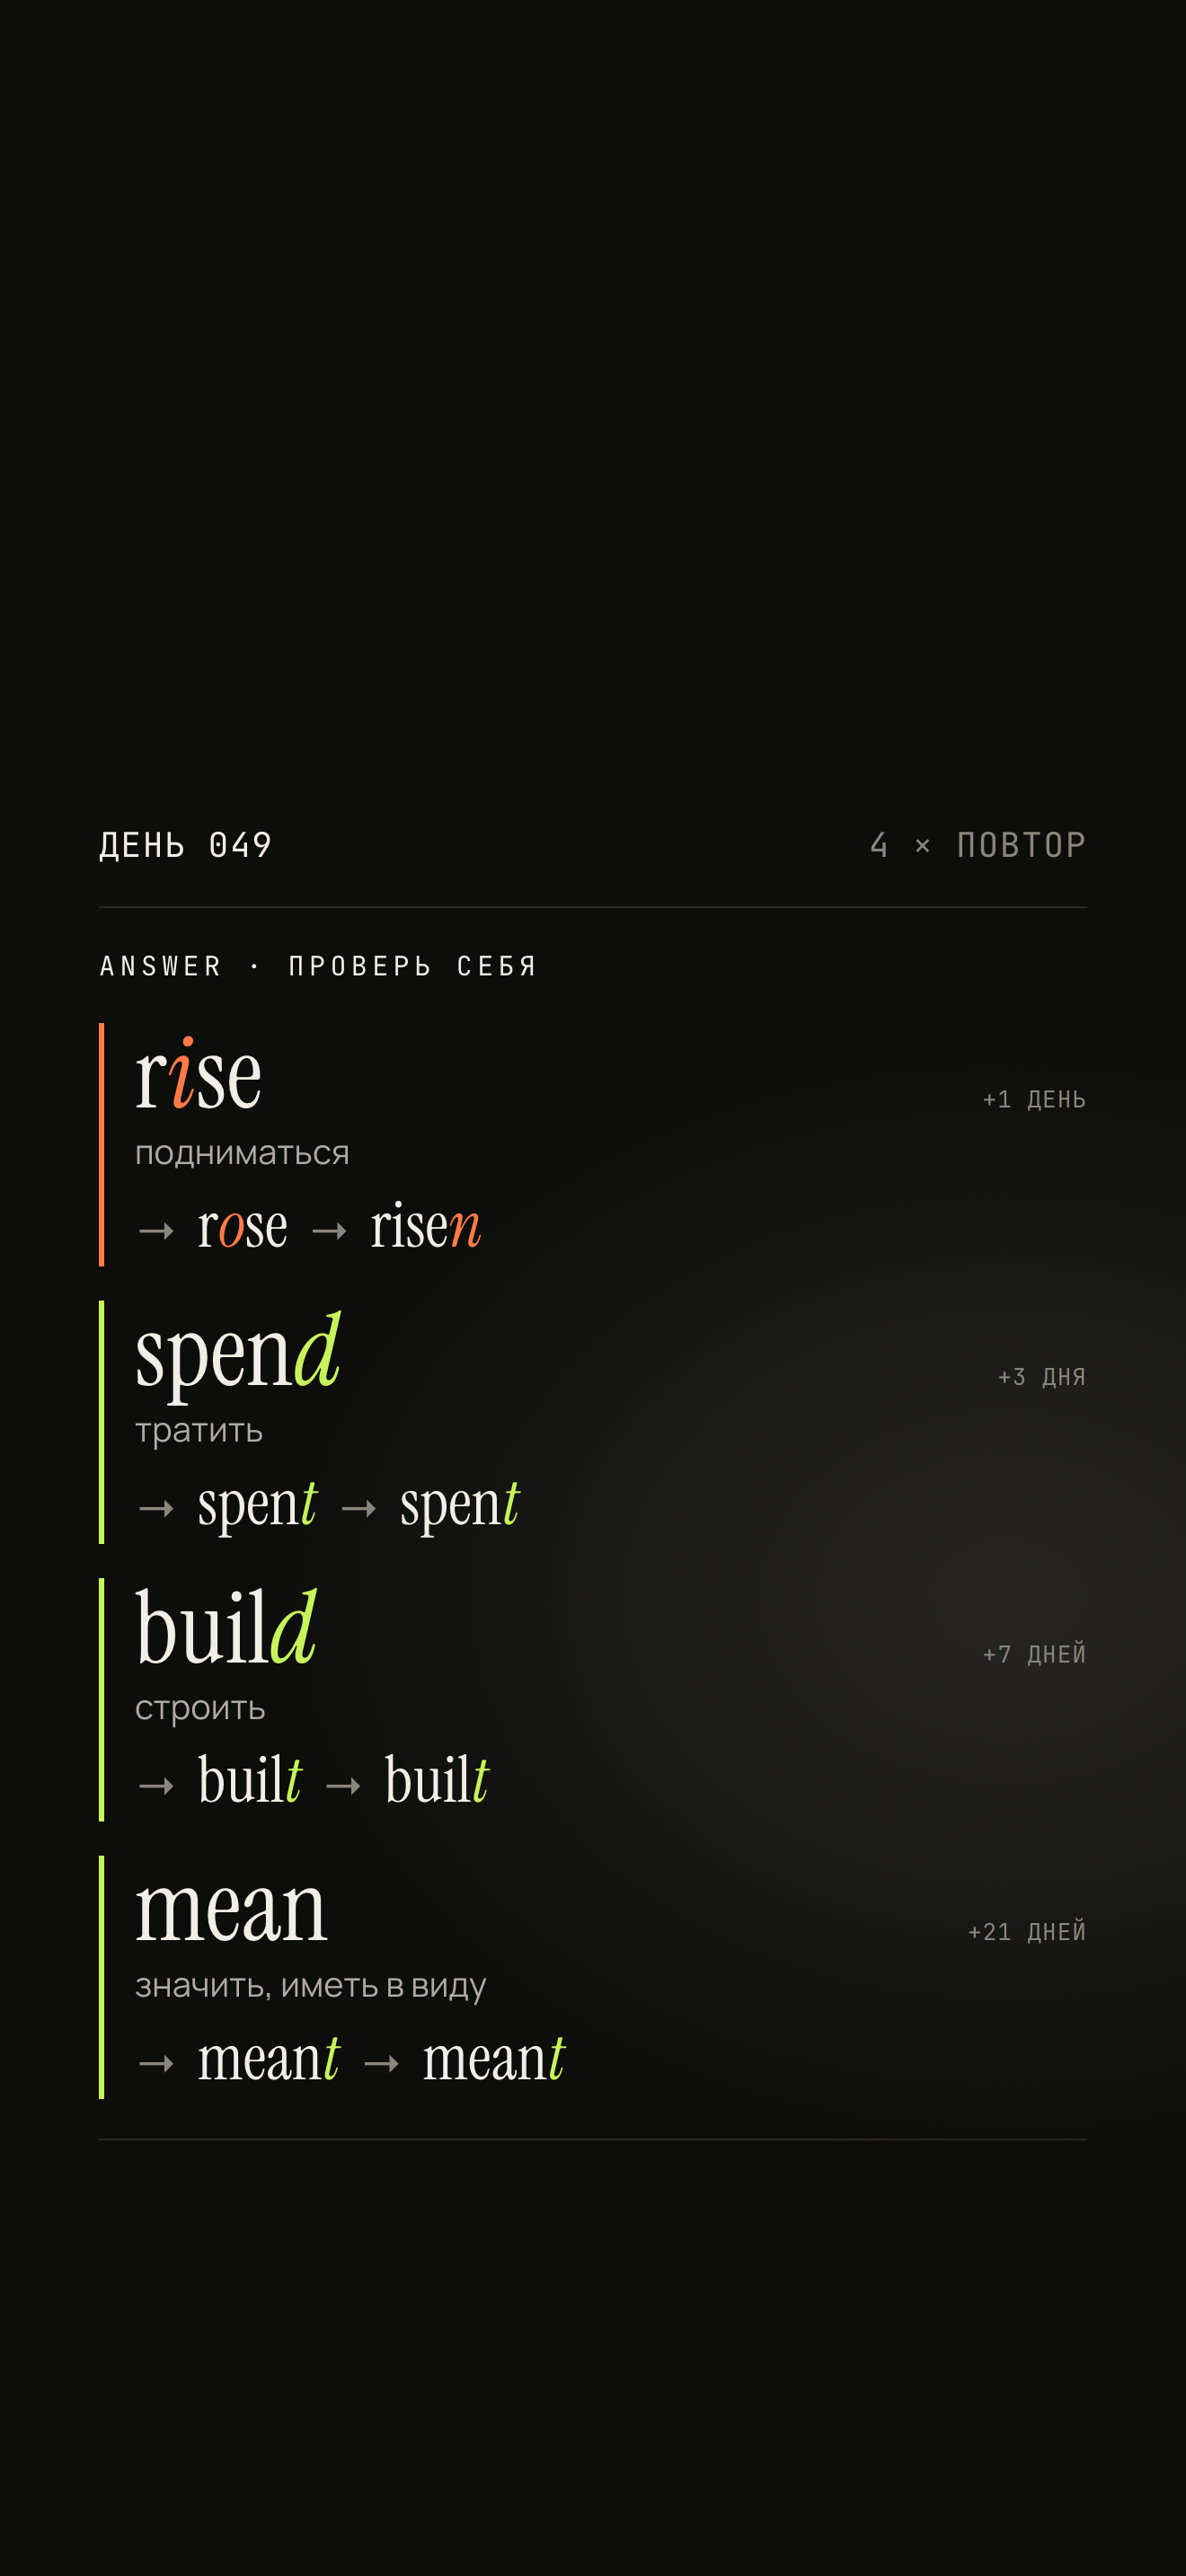 ДЕНЬ 049
4 × ПОВТОР
ANSWER · ПРОВЕРЬ СЕБЯ
rise
+1 ДЕНЬ
подниматься
→ rose → risen
spend
+3 ДНЯ
тратить
→ spent → spent
build
+7 ДНЕЙ
строить
→ built → built
mean
+21 ДНЕЙ
значить, иметь в виду
→ meant → meant